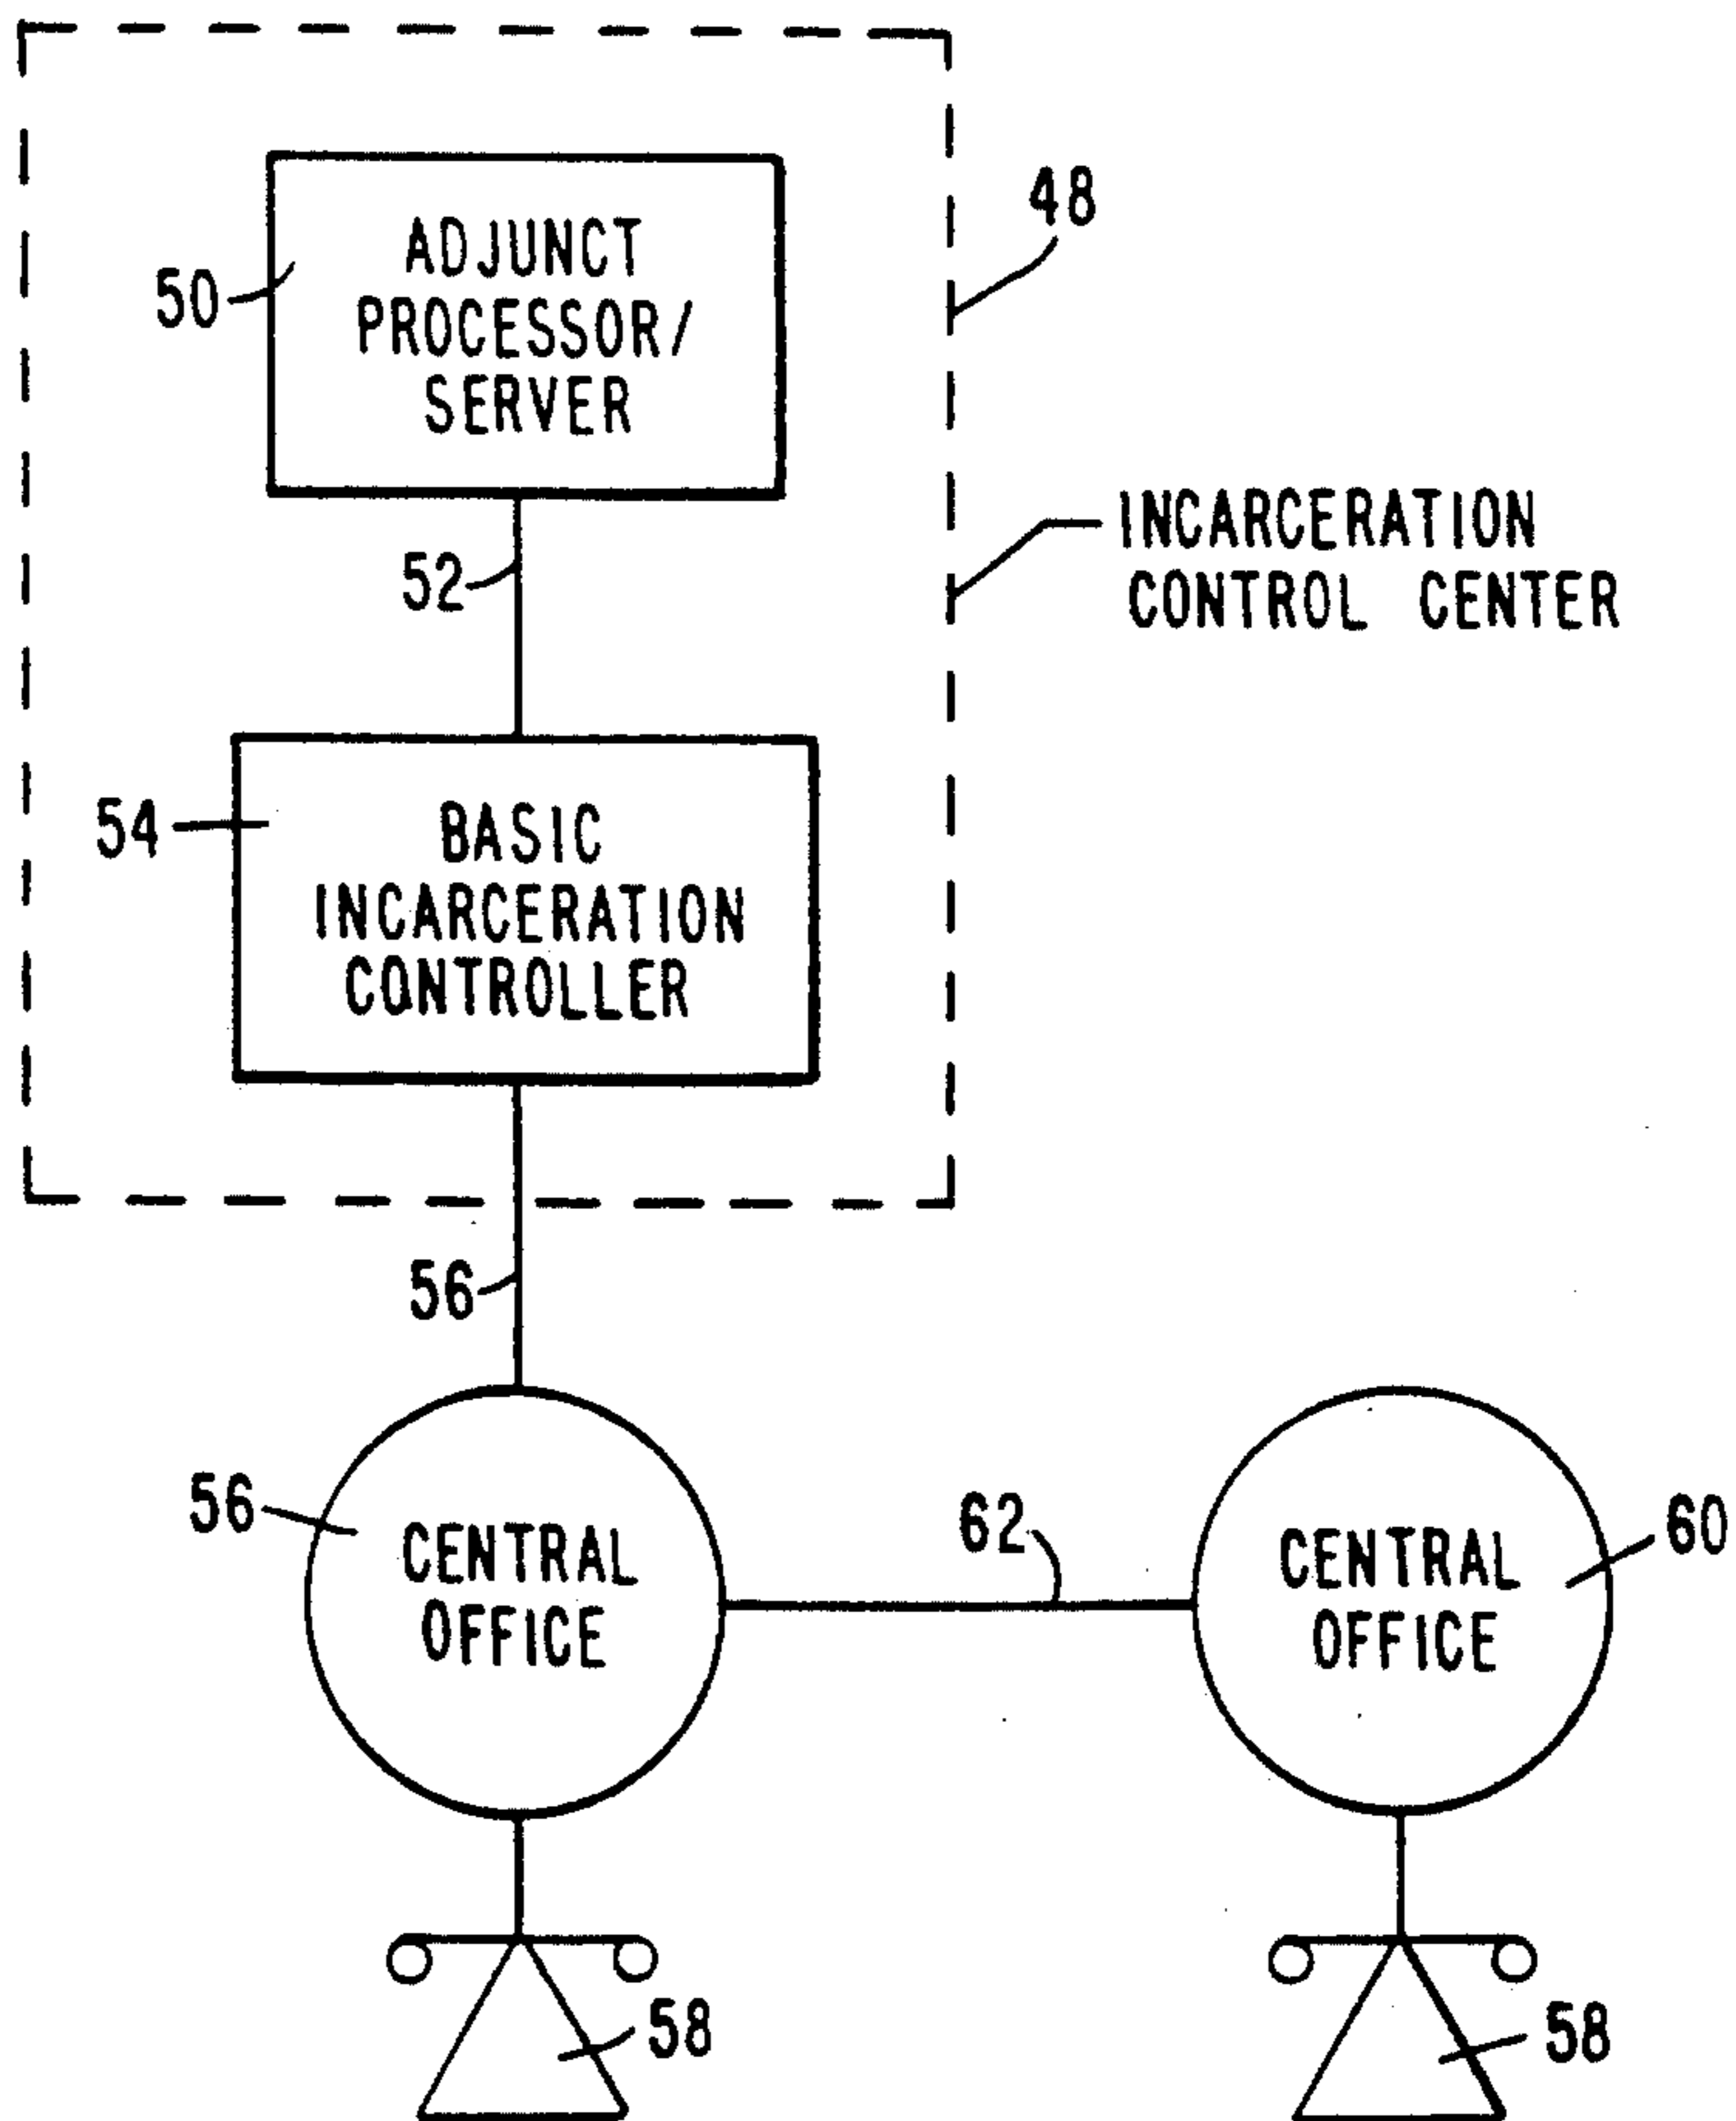 48
50
ADJUNCT
PROCESSOR/
SERVER
52
INCARCERATION
CONTROL CENTER
54
BASIC
INCARCERATION
CONTROLLER
56
56
CENTRAL
OFFICE
62
CENTRAL
OFFICE
60
58
58